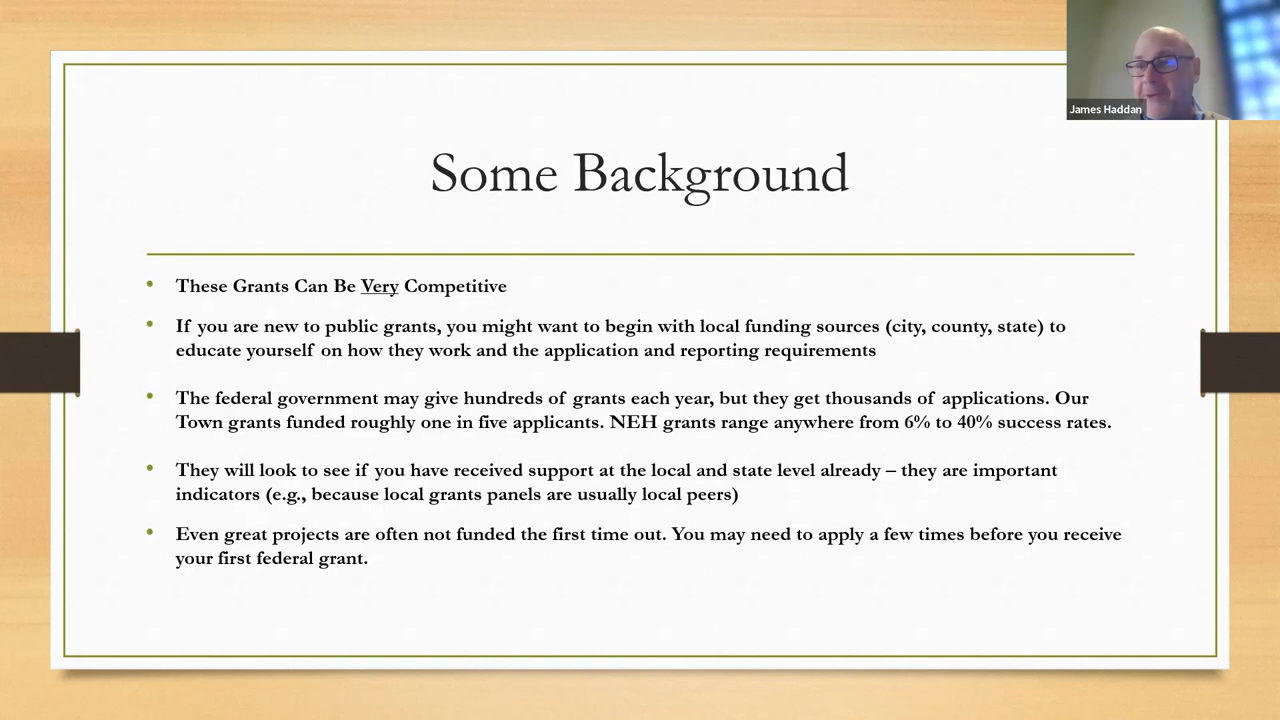 James Haddan
Some Background
• These Grants Can Be Very Competitive
• If you are new to public grants, you might want to begin with local funding sources (city, county, state) to
educate yourself on how they work and the application and reporting requirements
• The federal government may give hundreds of grants each year, but they get thousands of applications. Our
Town grants funded roughly one in five applicants. NEH grants range anywhere from 6% to 40% success rates.
• They will look to see if you have received support at the local and state level already – they are important
indicators (e.g., because local grants panels are usually local peers)
• Even great projects are often not funded the first time out. You may need to apply a few times before you receive
your first federal grant.